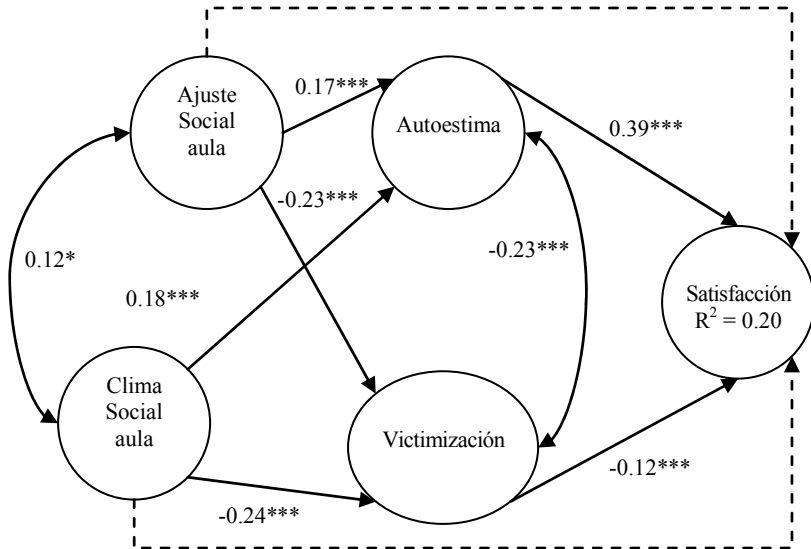 Ajuste
Social
aula
0.17***
Autoestima
0.39***
-0.23***
0.12*
-0.23***
0.18***
Satisfacción
R² = 0.20
Clima
Social
aula
Victimización
-0.12***
-0.24***